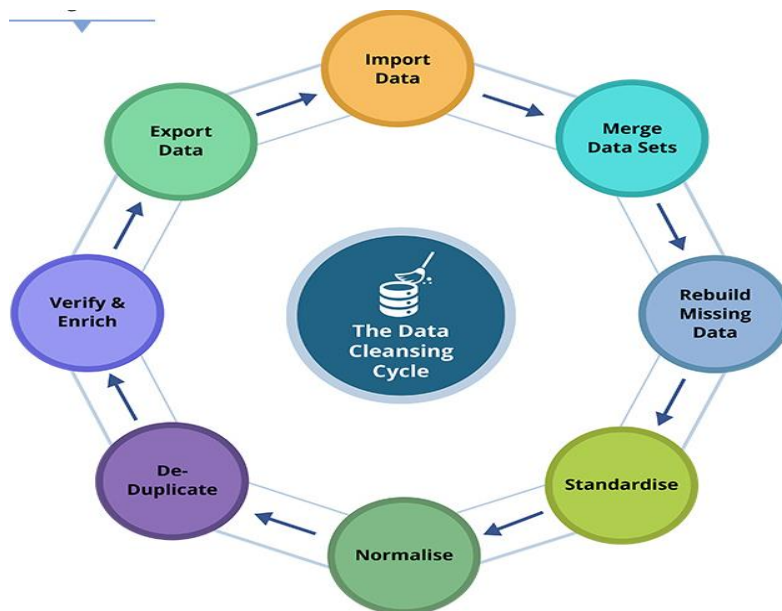 Import
Data
Merge
Data Sets
Rebuild
Missing
Data
Standardise
Normalise
De-
Duplicate
Verify &
Enrich
Export
Data
The Data
Cleansing
Cycle